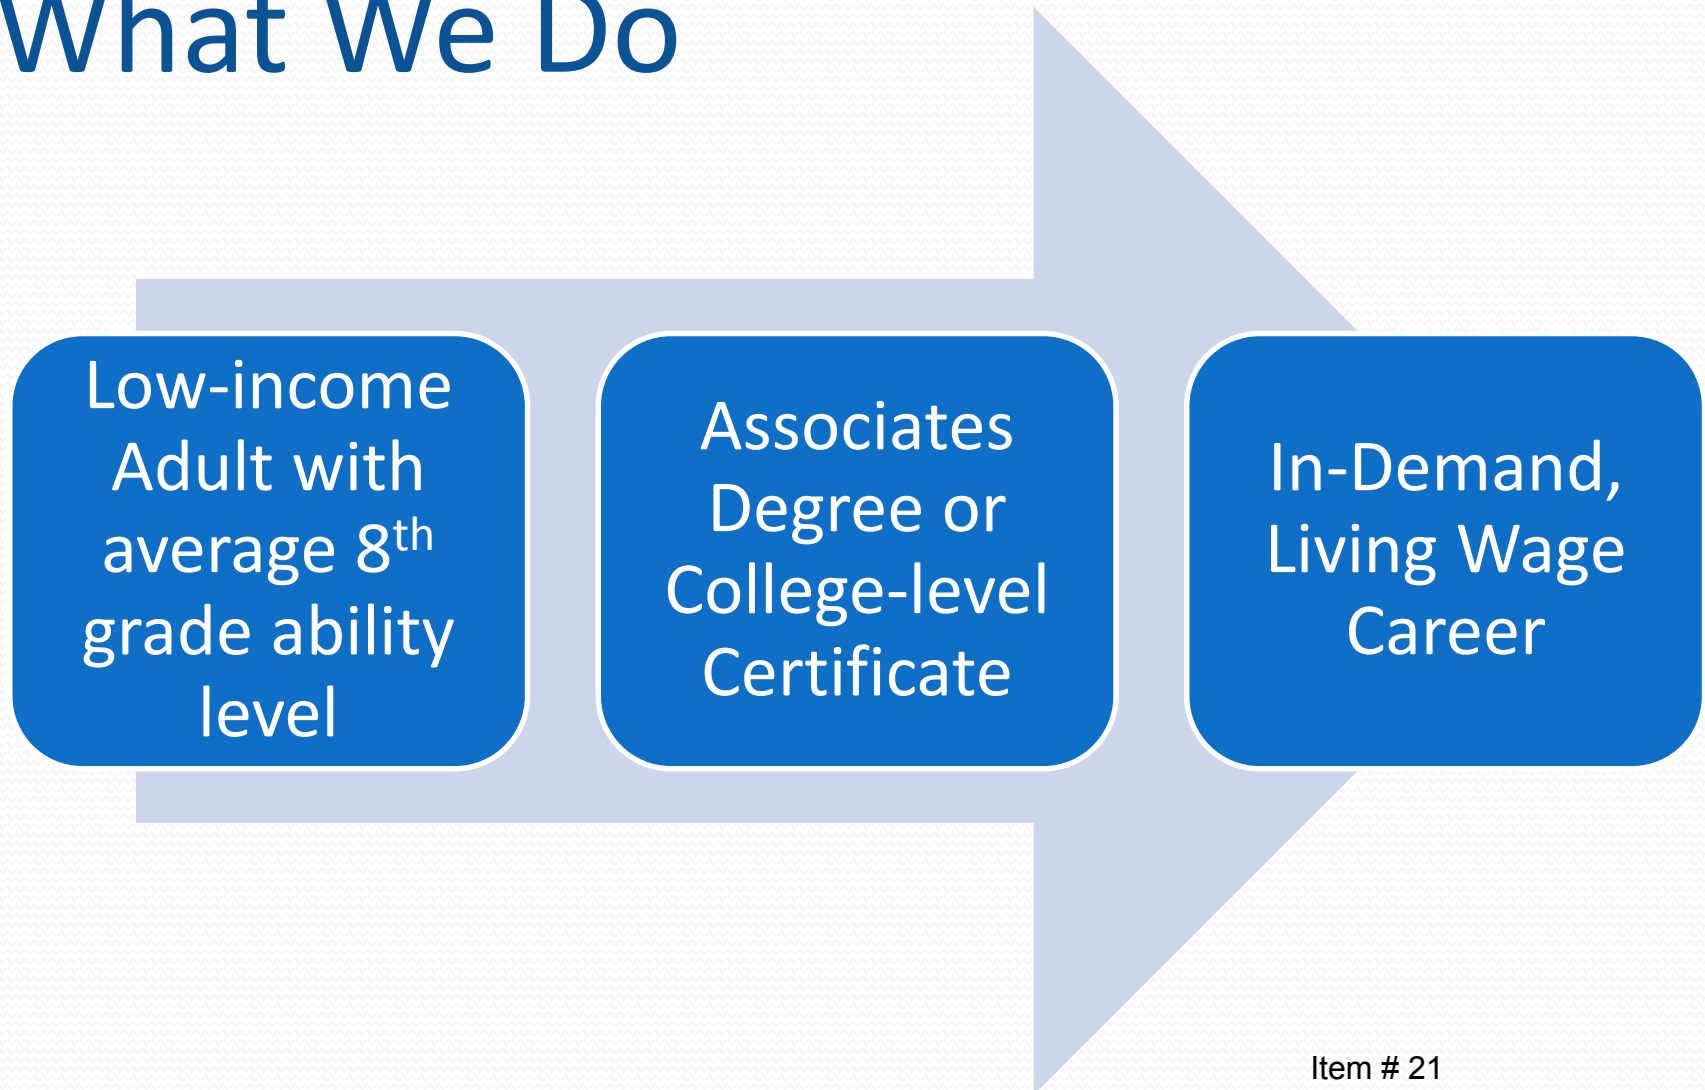 What We Do
Low-income
Adult with
average 8th
grade ability
level
Associates
Degree or
College-level
Certificate
In-Demand,
Living Wage
Career
Item # 21